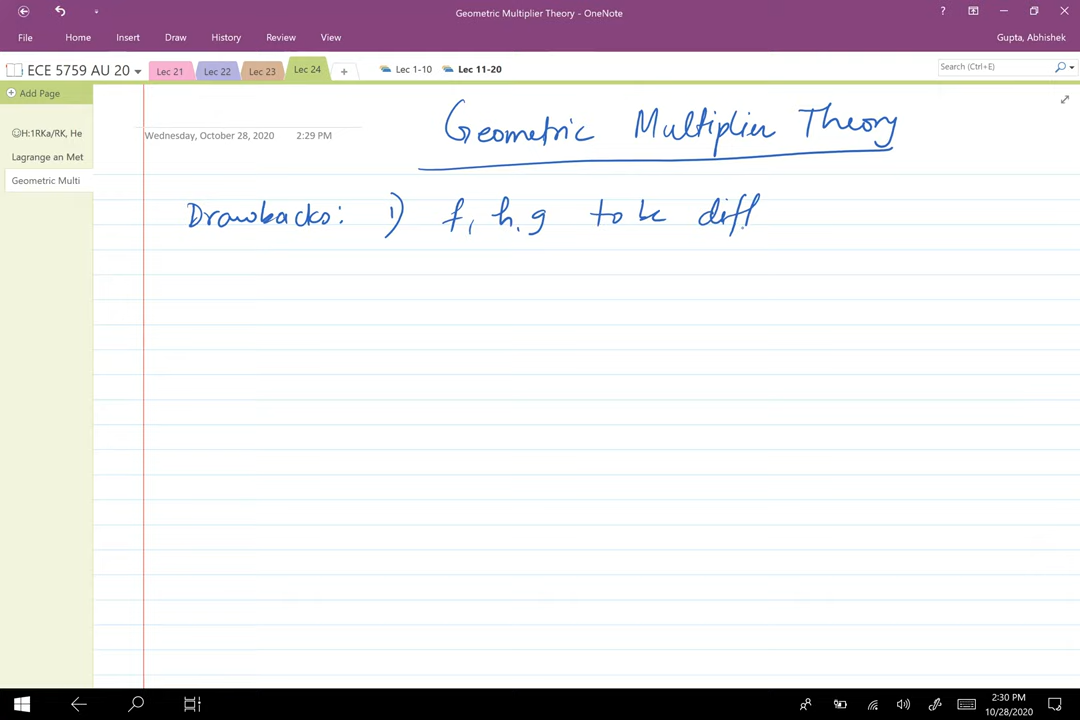 Geometric Multiplier Theory - OneNote
?
Gupta, Abhishek
File Home Insert Draw History Review View
ECE 5759 AU 20
Lec 21 Lec 22 Lec 23 Lec 24 +
Lec 1-10 Lec 11-20
Search (Ctrl+E)
Add Page
☺H:1RKa/RK, He
Lagrange an Met
Geometric Multi
Wednesday, October 28, 2020 2:29 PM
Geometric Multiplier Theory
Drawbacks: 1) f, h, g to be diff
2:30 PM
10/28/2020